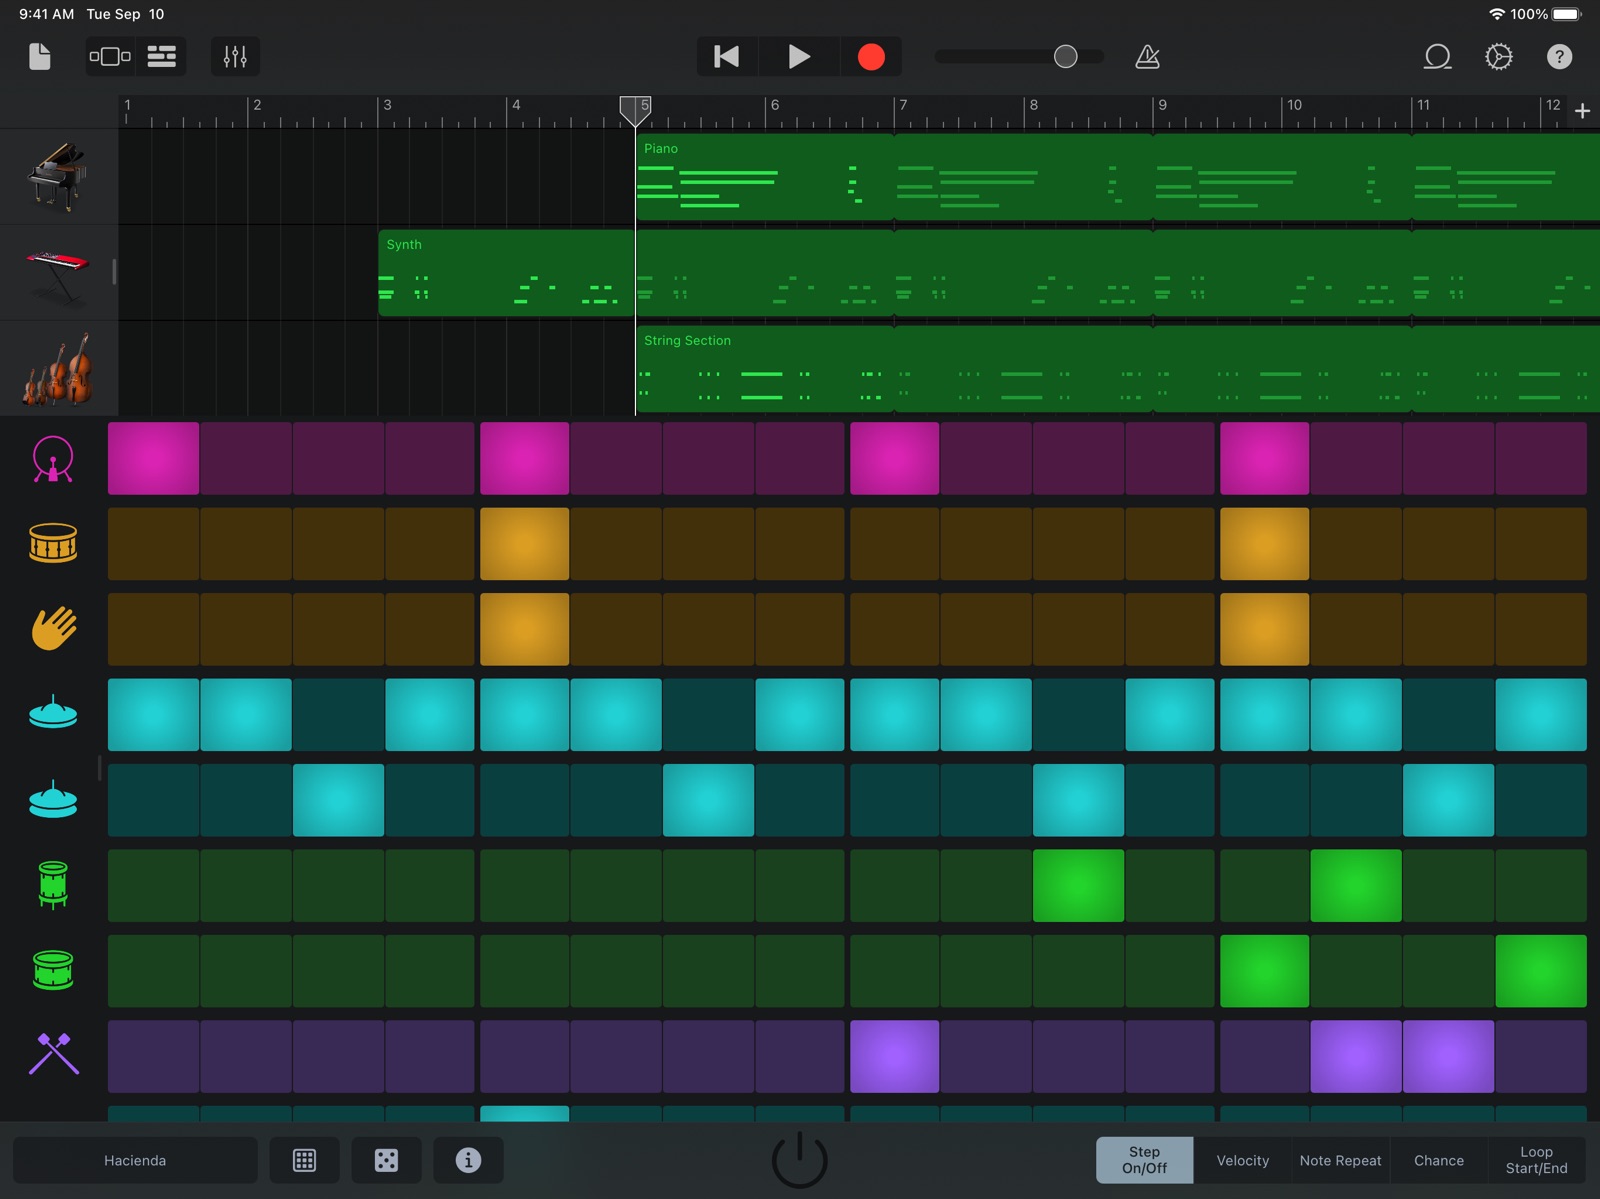 9:41 AM Tue Sep 10
100%
?
1 2 3 4 5 6 7 8 9 10 11 12 +
Piano
Synth
String Section
Hacienda
i
Step
On/Off
Velocity
Note Repeat
Chance
Loop
Start/End